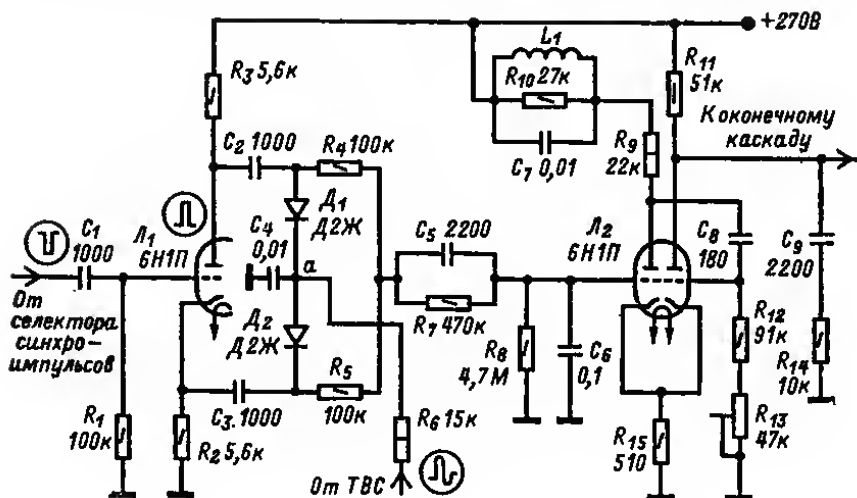 +270В
L1
R3 5,6к
R10 27к
R11
51к
C2 1000
R4 100к
C7 0,01
R9
22к
К оконечному
каскаду
C1
1000
Л1
6Н1П
C4
0,01
Д1
Д2Ж
а
C5 2200
Л2
6Н1П
C8
180
C9
2200
От
селектора
синхро-
импульсов
Д2
Д2Ж
R7 470к
R8
4,7М
C6
0,1
R12
91к
R14
10к
R1
100к
C3 1000
R5
100к
R2 5,6к
R6 15к
R15
510
R13
47к
От ТВС